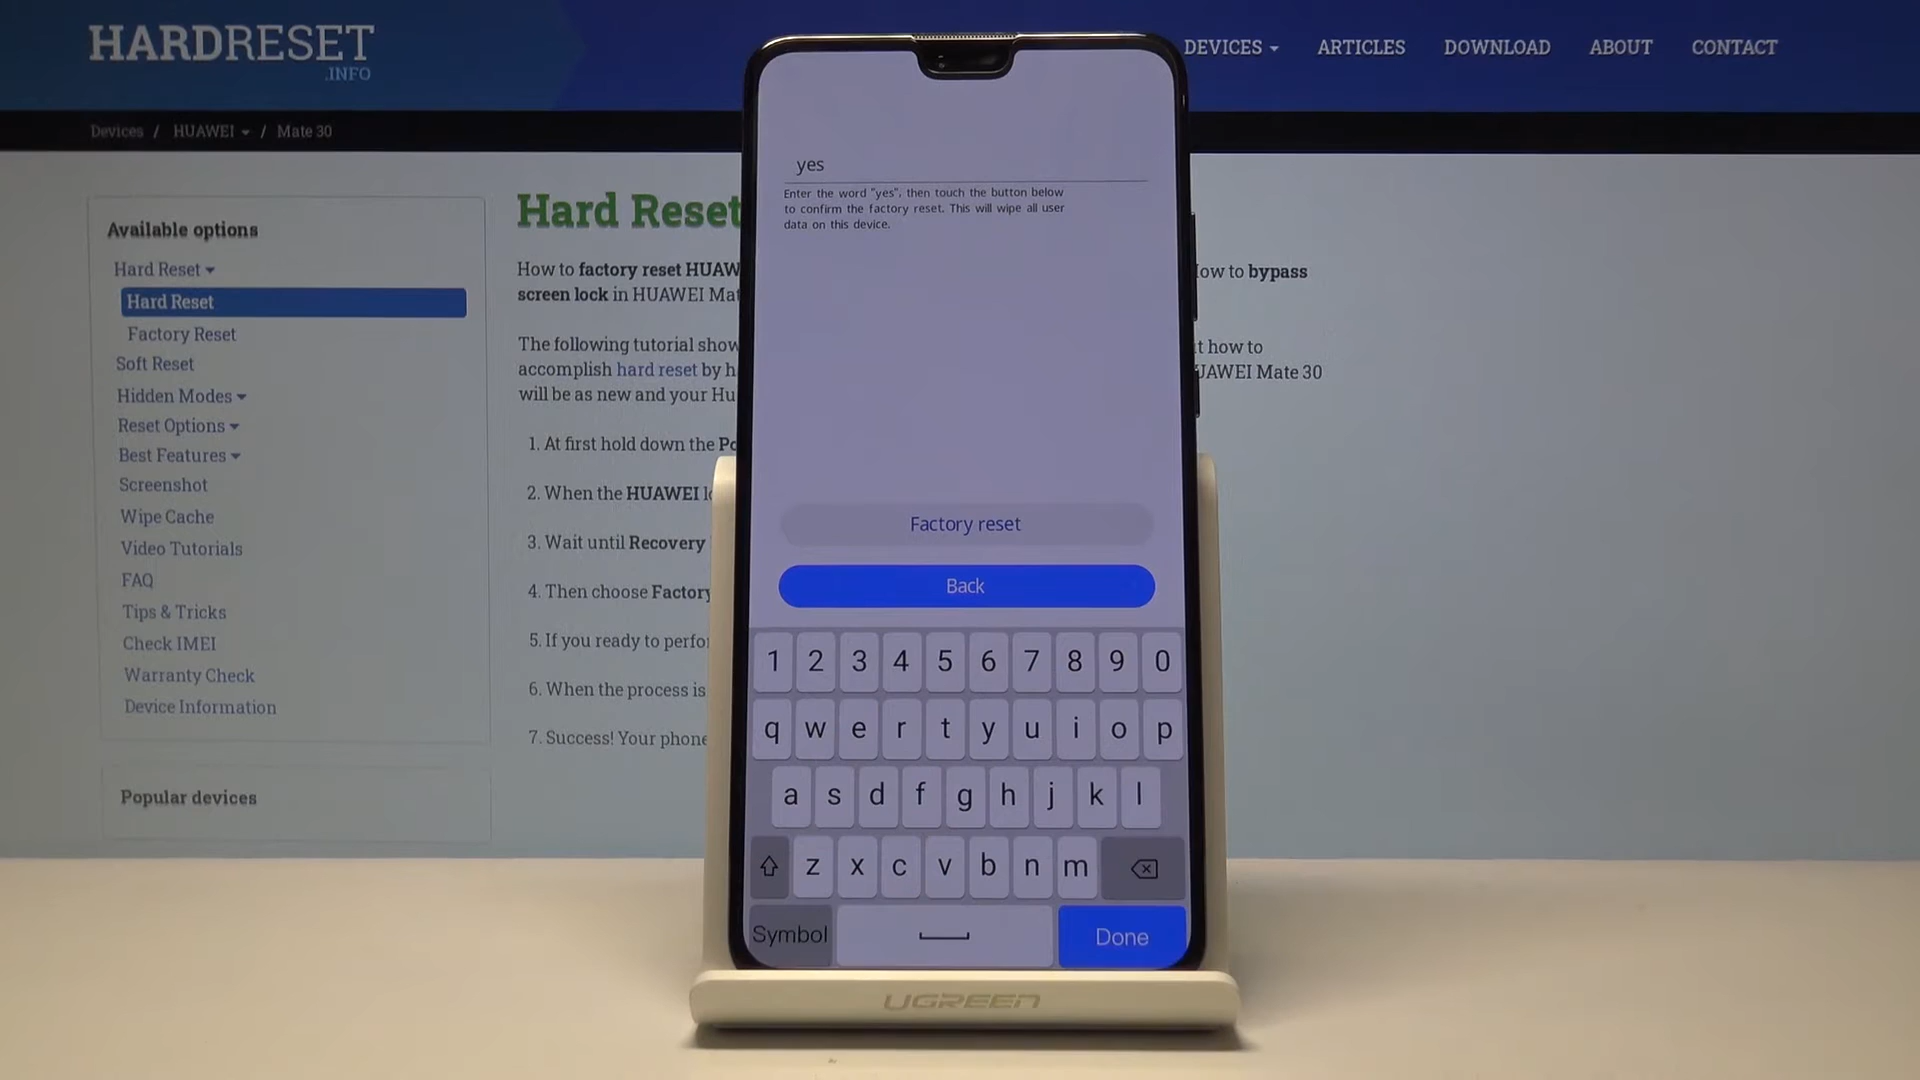 HARDRESET
.INFO
DEVICES ARTICLES DOWNLOAD ABOUT CONTACT
Devices / HUAWEI / Mate 30
Available options
Hard Reset
Hard Reset
Factory Reset
Soft Reset
Hidden Modes
Reset Options
Best Features
Screenshot
Wipe Cache
Video Tutorials
FAQ
Tips & Tricks
Check IMEI
Warranty Check
Device Information
Popular devices
Hard Reset
How to factory reset HUAW
screen lock in HUAWEI Mat
to bypass
The following tutorial show
accomplish hard reset by h
will be as new and your Hu
how to
Mate 30
1. At first hold down the
2. When the HUAWEI
3. Wait until Recovery
4. Then choose Factory
5. If you ready to perfo
6. When the process is
7. Success! Your phone
yes
Enter the word "yes", then touch the button below
to confirm the factory reset. This will wipe all user
data on this device.
Factory reset
Back
1 2 3 4 5 6 7 8 9 0
q w e r t y u i o p
a s d f g h j k l
z x c v b n m
Symbol Done
UGREEN